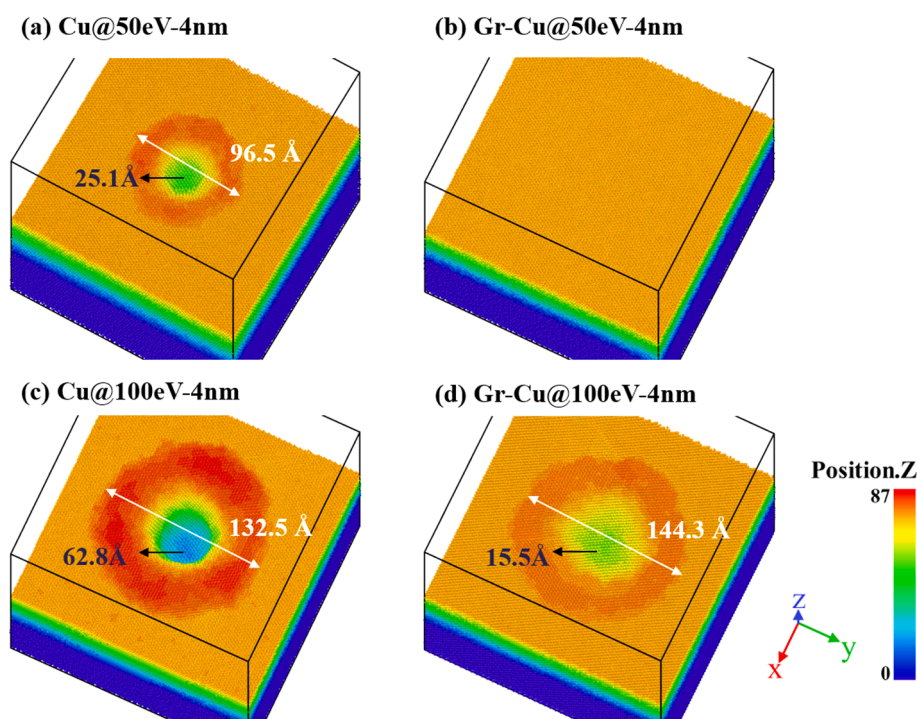 (a) Cu@50eV-4nm
(b) Gr-Cu@50eV-4nm
96.5 Å
25.1Å
(c) Cu@100eV-4nm
(d) Gr-Cu@100eV-4nm
132.5 Å
62.8Å
144.3 Å
15.5Å
Position.Z
87
0
z
y
x